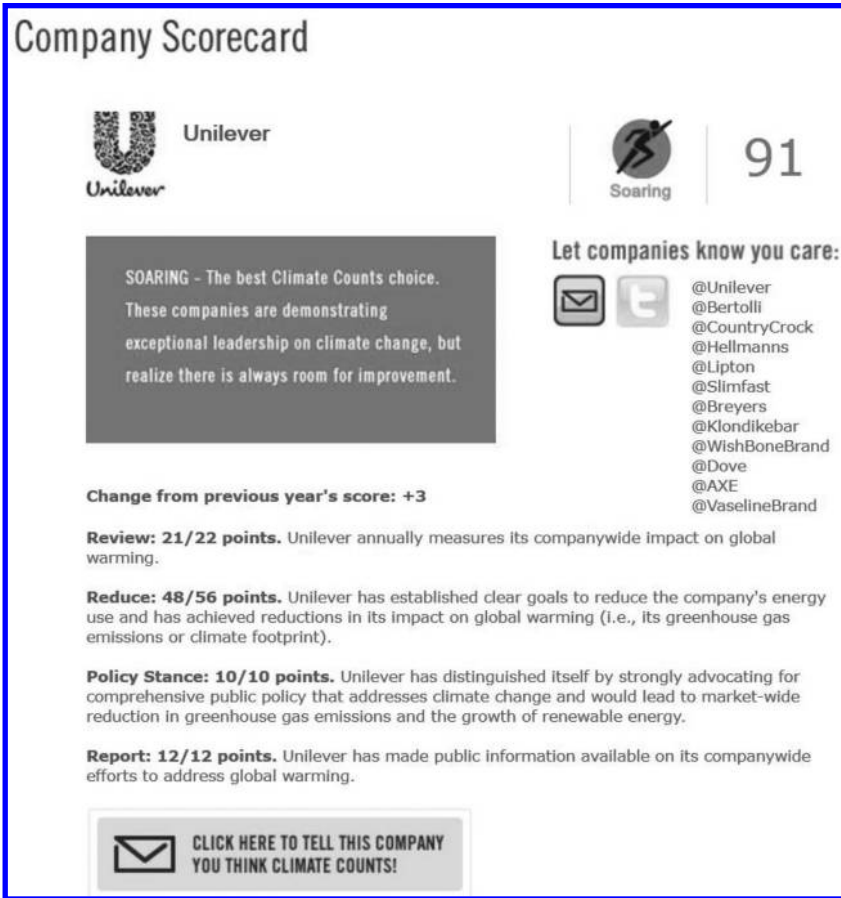 Company Scorecard
Unilever
Unilever
Soaring
91
SOARING – The best Climate Counts choice.
These companies are demonstrating
exceptional leadership on climate change, but
realize there is always room for improvement.
Let companies know you care:
@Unilever
@Bertolli
@CountryCrock
@Hellmanns
@Lipton
@Slimfast
@Breyers
@Klondikebar
@WishBoneBrand
@Dove
@AXE
@VaselineBrand
Change from previous year's score: +3
Review: 21/22 points. Unilever annually measures its companywide impact on global
warming.
Reduce: 48/56 points. Unilever has established clear goals to reduce the company's energy
use and has achieved reductions in its impact on global warming (i.e., its greenhouse gas
emissions or climate footprint).
Policy Stance: 10/10 points. Unilever has distinguished itself by strongly advocating for
comprehensive public policy that addresses climate change and would lead to market-wide
reduction in greenhouse gas emissions and the growth of renewable energy.
Report: 12/12 points. Unilever has made public information available on its companywide
efforts to address global warming.
CLICK HERE TO TELL THIS COMPANY
YOU THINK CLIMATE COUNTS!